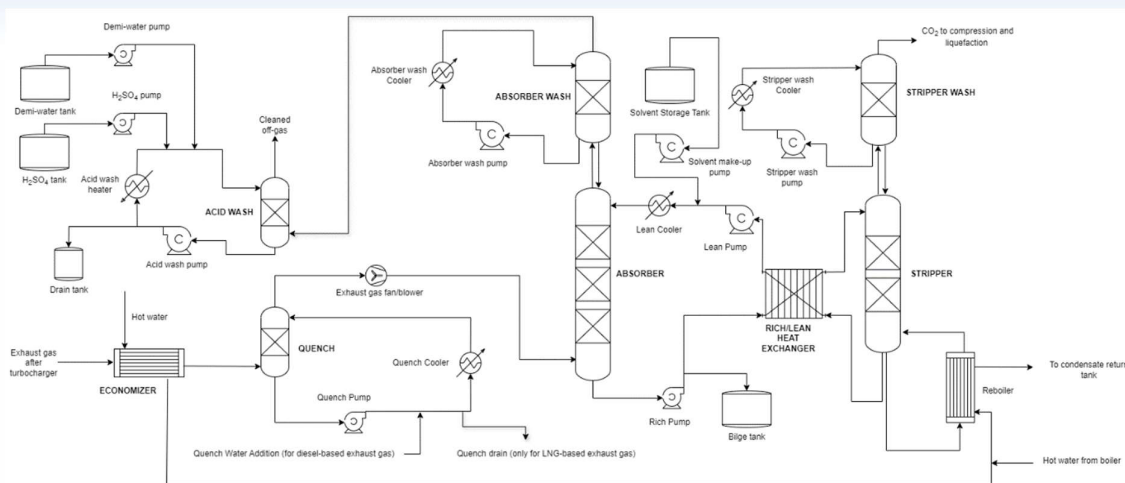 Demi-water pump
Demi-water tank
H₂SO₄ pump
H₂SO₄ tank
Acid wash
heater
Cleaned
off-gas
ACID WASH
Acid wash pump
Drain tank
Absorber wash
Cooler
Absorber wash pump
ABSORBER WASH
Solvent Storage Tank
Solvent make-up
pump
Stripper wash
Cooler
Stripper wash
pump
CO₂ to compression and
liquefaction
STRIPPER WASH
Lean Cooler
Lean Pump
ABSORBER
STRIPPER
RICH/LEAN
HEAT
EXCHANGER
Exhaust gas fan/blower
Hot water
Exhaust gas
after
turbocharger
ECONOMIZER
QUENCH
Quench Cooler
Quench Pump
Quench Water Addition (for diesel-based exhaust gas)
Quench drain (only for LNG-based exhaust gas)
Rich Pump
Bilge tank
Reboiler
To condensate return
tank
Hot water from boiler
C
C
C
C
C
C
C